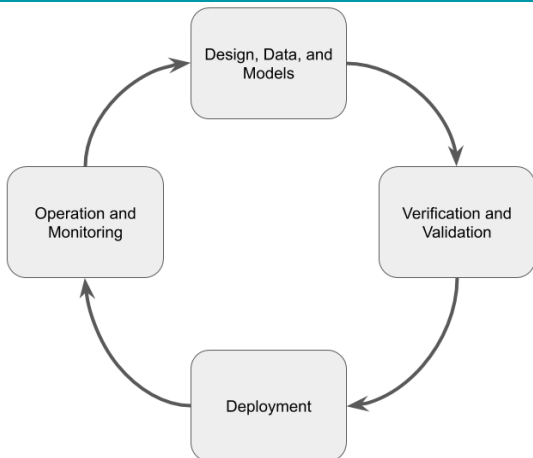 Design, Data, and
Models
Operation and
Monitoring
Verification and
Validation
Deployment